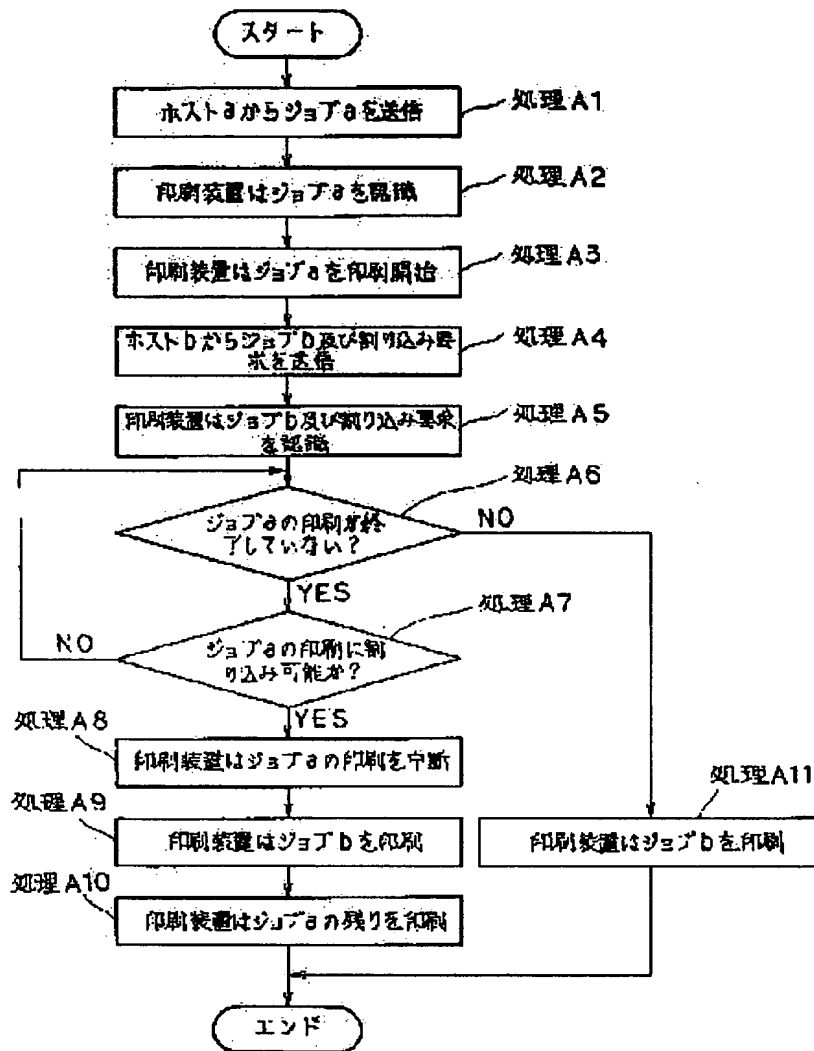 スタート
ホストaからジョブaを送信
処理A1
印刷装置はジョブaを認識
処理A2
印刷装置はジョブaを印刷開始
処理A3
ホストbからジョブb及び割り込み要
求を送信
処理A4
印刷装置はジョブb及び割り込み要求
を認識
処理A5
処理A6
ジョブaの印刷が終
了していない?
NO
YES
処理A7
ジョブaの印刷に割
り込み可能か?
NO
YES
処理A8
印刷装置はジョブaの印刷を中断
処理A9
印刷装置はジョブbを印刷
処理A11
印刷装置はジョブbを印刷
処理A10
印刷装置はジョブaの残りを印刷
エンド